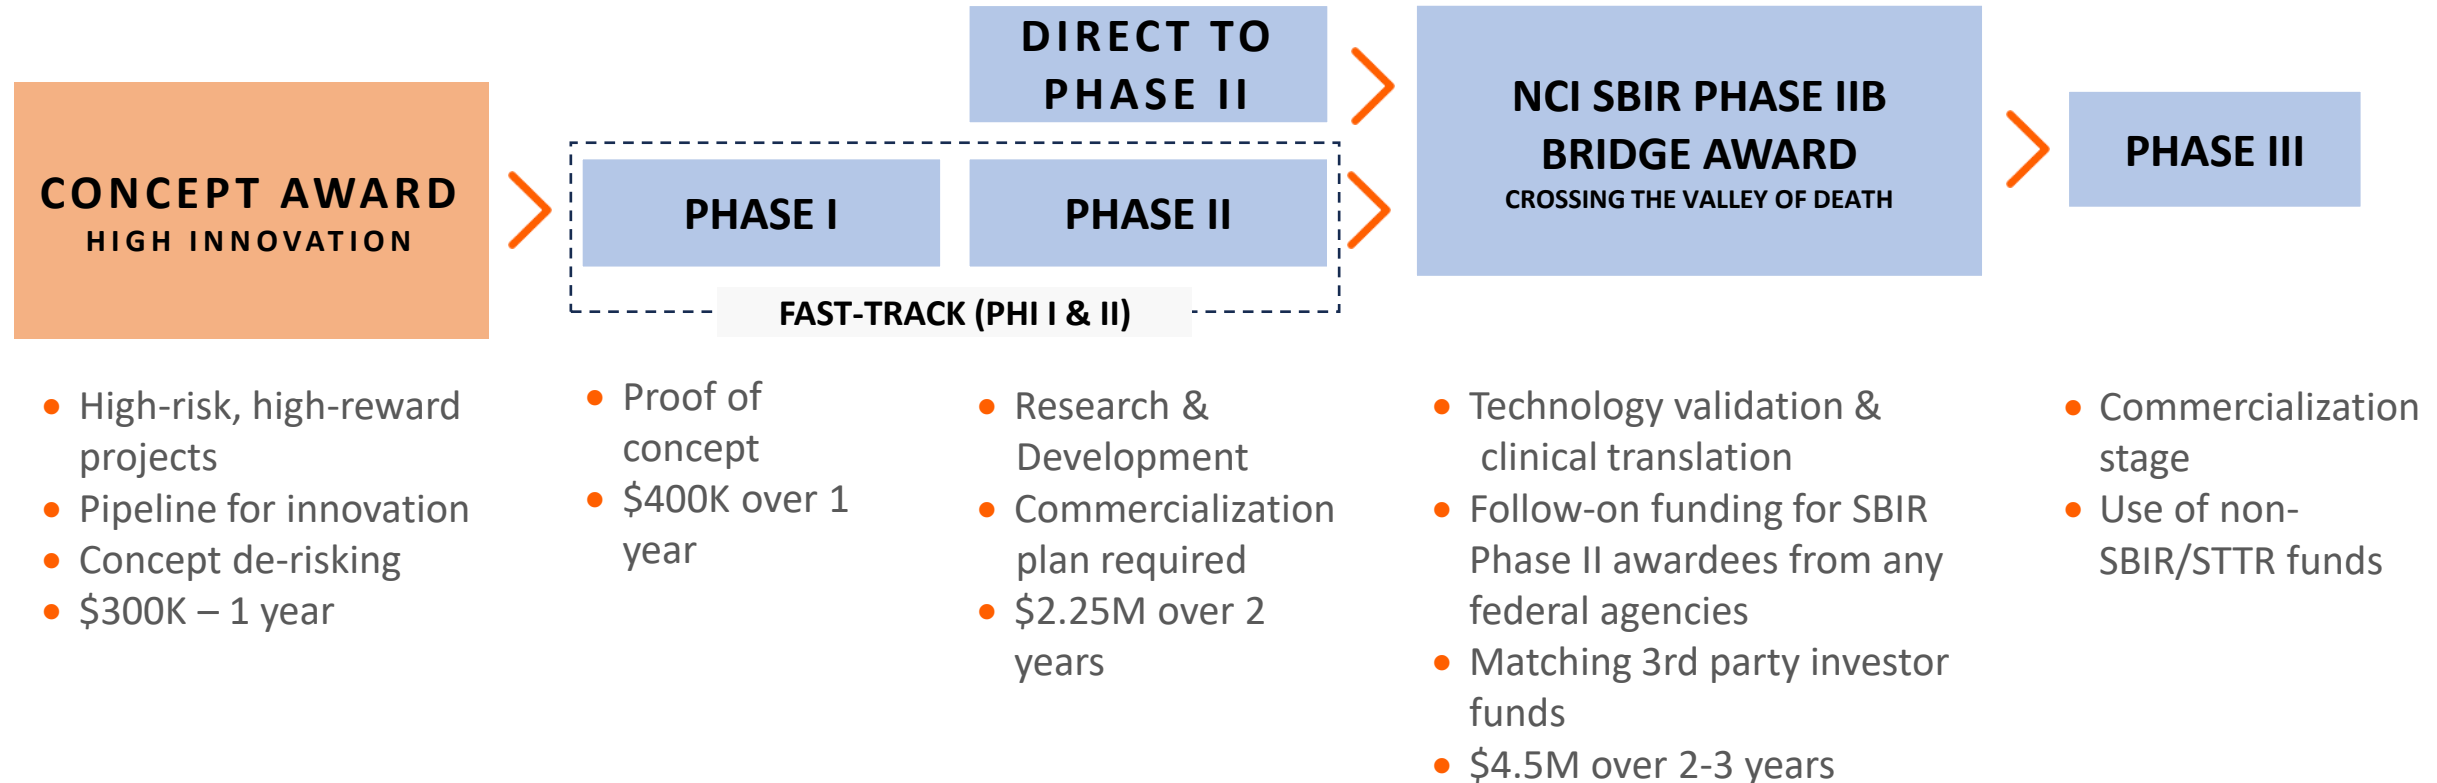 CONCEPT AWARD
HIGH INNOVATION
DIRECT TO
PHASE II
PHASE I
PHASE II
FAST-TRACK (PHI I & II)
NCI SBIR PHASE IIB
BRIDGE AWARD
CROSSING THE VALLEY OF DEATH
PHASE III
• High-risk, high-reward
projects
• Pipeline for innovation
• Concept de-risking
• $300K – 1 year
• Proof of
concept
• $400K over 1
year
• Research &
Development
• Commercialization
plan required
• $2.25M over 2
years
• Technology validation &
clinical translation
• Follow-on funding for SBIR
Phase II awardees from any
federal agencies
• Matching 3rd party investor
funds
• $4.5M over 2-3 years
• Commercialization
stage
• Use of non-
SBIR/STTR funds